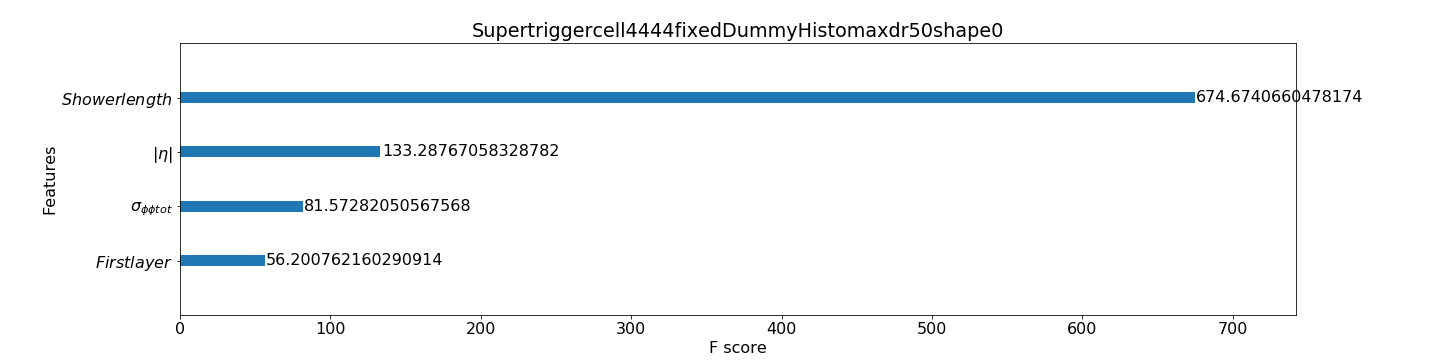 Supertriggercell4444fixedDummyHistomaxdr50shape0
Features
Showerlength 674.6740660478174
|η| 133.28767058328782
σϕϕtot 81.57282050567568
Firstlayer 56.200762160290914
0 100 200 300 400 500 600 700
F score